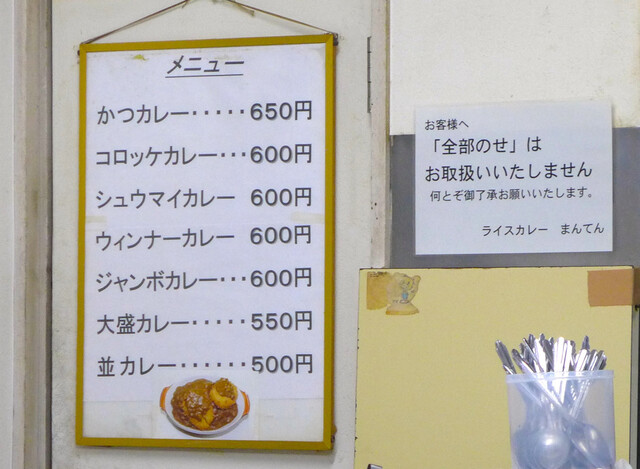 メニュー
かつカレー・・・・・650円
コロッケカレー・・・600円
シュウマイカレー 600円
ウィンナーカレー 600円
ジャンボカレー・・・600円
大盛カレー・・・・・・550円
並カレー・・・・・・・500円
お客様へ
「全部のせ」は
お取扱いいたしません
何とぞ御了承お願いいたします。
ライスカレー まんてん